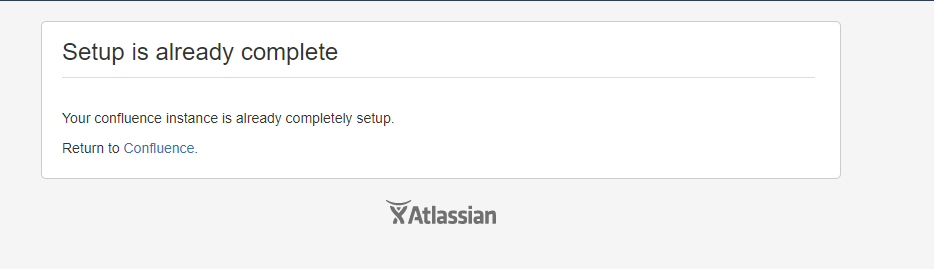 Setup is already complete
Your confluence instance is already completely setup.
Return to Confluence.
Atlassian